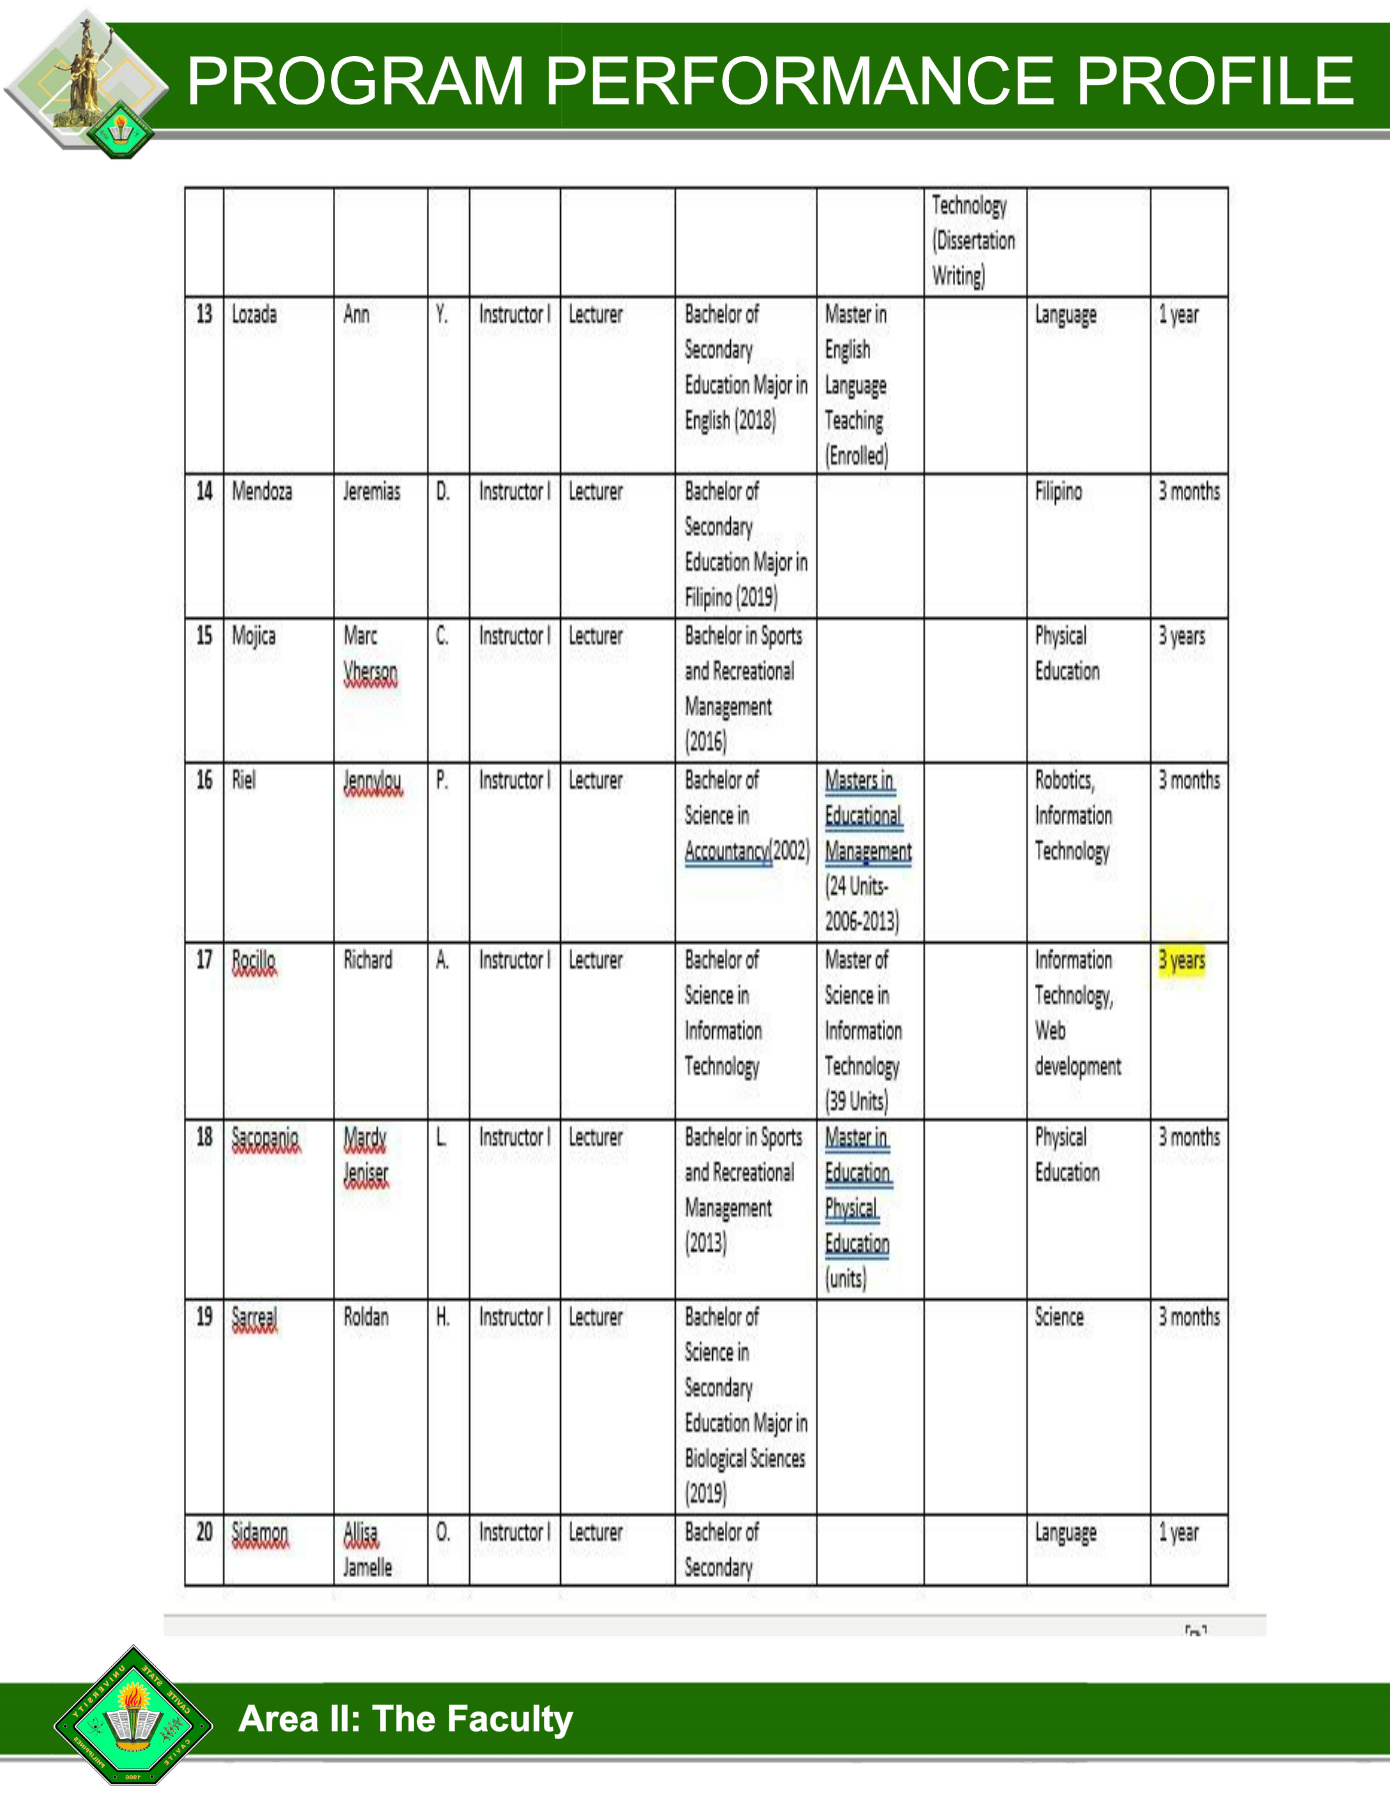 PROGRAM PERFORMANCE PROFILE
Technology
(Dissertation
Writing)
13 Lozada Ann Y. Instructor I Lecturer Bachelor of Master in Language 1 year
Secondary English
Education Major in Language
English (2018) Teaching
(Enrolled)
14 Mendoza Jeremias D. Instructor I Lecturer Bachelor of Filipino 3 months
Secondary
Education Major in
Filipino (2019)
15 Mojica Marc C. Instructor I Lecturer Bachelor in Sports Physical 3 years
Vherson and Recreational Education
Management
(2016)
16 Riel Jennylou P. Instructor I Lecturer Bachelor of Masters in Robotics, 3 months
Science in Educational Information
Accountancy(2002) Management Technology
(24 Units-
2006-2013)
17 Rocillo Richard A. Instructor I Lecturer Bachelor of Master of Information 3 years
Science in Science in Technology,
Information Information Web
Technology Technology development
(39 Units)
18 Sacopanio Mardy L. Instructor I Lecturer Bachelor in Sports Master in Physical 3 months
Jeniser and Recreational Education Education
Management Physical
(2013) Education
(units)
19 Sarreal Roldan H. Instructor I Lecturer Bachelor of Science 3 months
Science in
Secondary
Education Major in
Biological Sciences
(2019)
20 Sidamon Allisa O. Instructor I Lecturer Bachelor of Language 1 year
Jamelle Secondary
CAVITE STATE UNIVERSITY
CAVITE
PHILIPPINES
1906
Area II: The Faculty